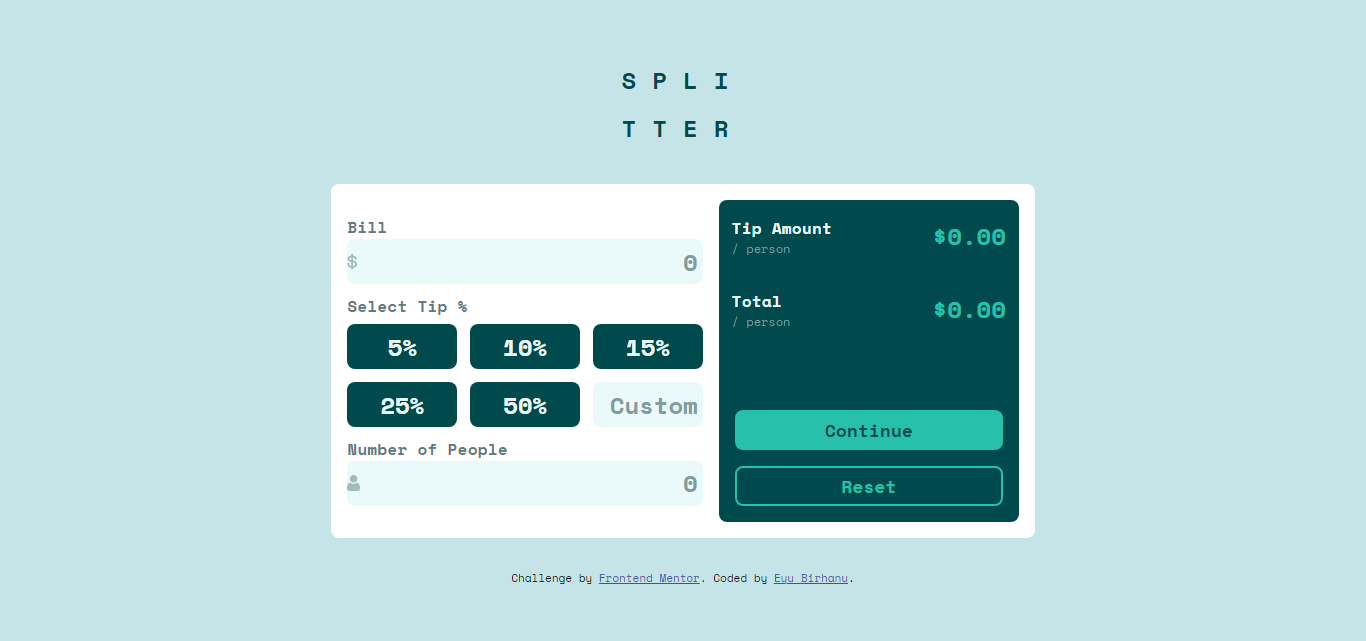 S P L I
T T E R
Bill
$ 0
Select Tip %
5% 10% 15%
25% 50% Custom
Number of People
0
Tip Amount
/ person
$0.00
Total
/ person
$0.00
Continue
Reset
Challenge by Frontend Mentor. Coded by Eyu Birhanu.